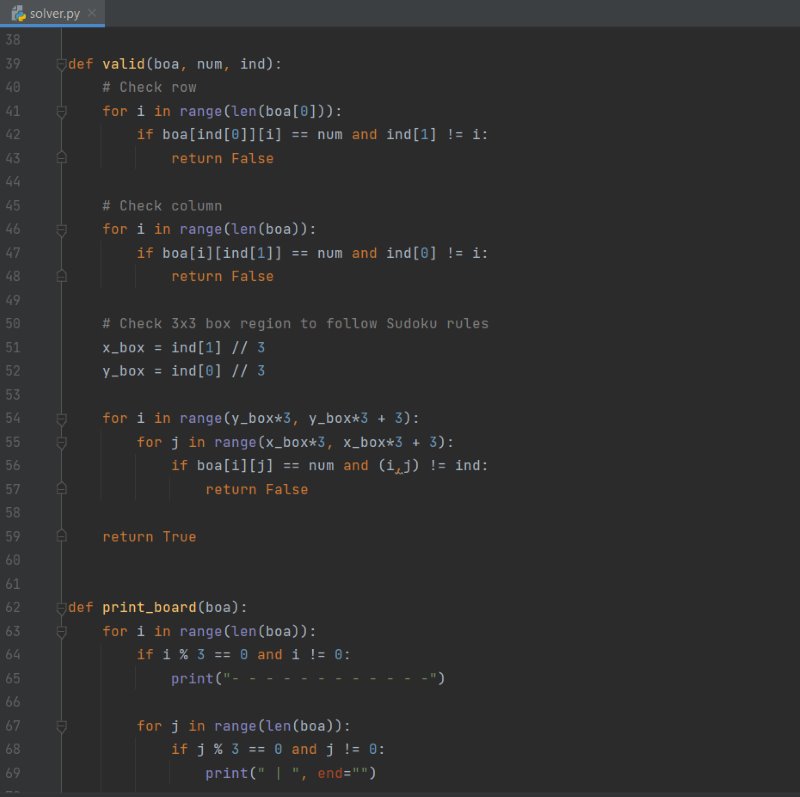 solver.py
38
39 def valid(boa, num, ind):
40     # Check row
41     for i in range(len(boa[0])):
42         if boa[ind[0]][i] == num and ind[1] != i:
43             return False
44
45     # Check column
46     for i in range(len(boa)):
47         if boa[i][ind[1]] == num and ind[0] != i:
48             return False
49
50     # Check 3x3 box region to follow Sudoku rules
51     x_box = ind[1] // 3
52     y_box = ind[0] // 3
53
54     for i in range(y_box*3, y_box*3 + 3):
55         for j in range(x_box*3, x_box*3 + 3):
56             if boa[i][j] == num and (i,j) != ind:
57                 return False
58
59     return True
60
61
62 def print_board(boa):
63     for i in range(len(boa)):
64         if i % 3 == 0 and i != 0:
65             print("- - - - - - - - - - - -")
66
67         for j in range(len(boa)):
68             if j % 3 == 0 and j != 0:
69                 print(" | ", end="")